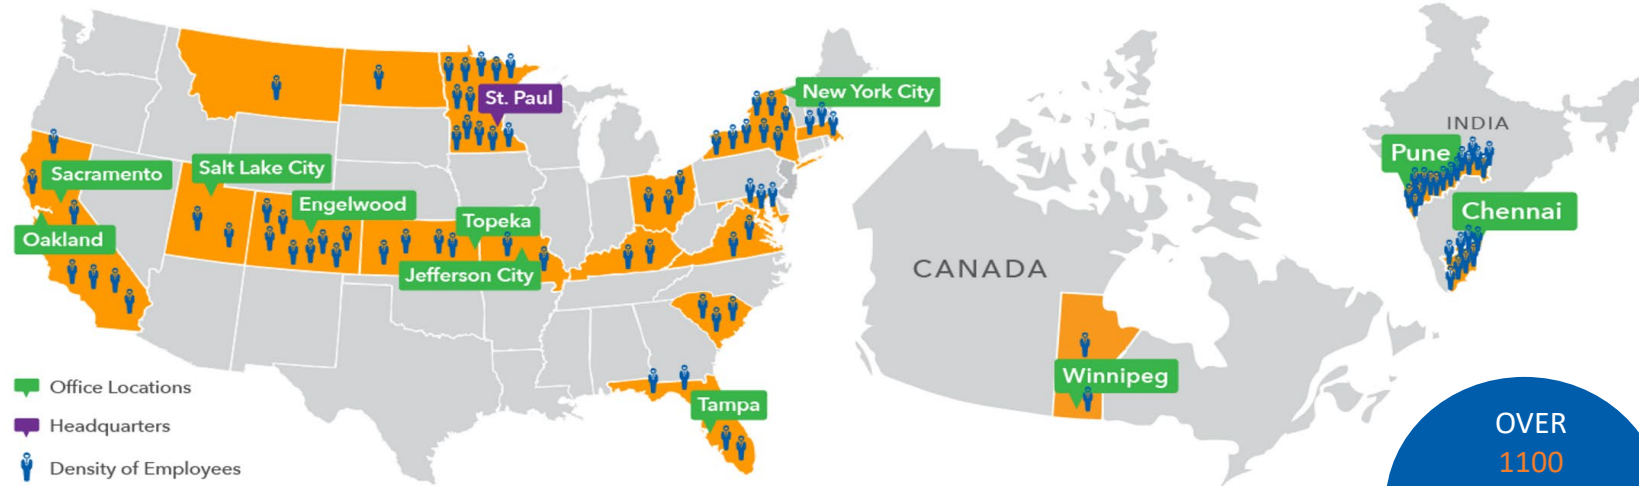 New York City
St. Paul
INDIA
Pune
Sacramento
Salt Lake City
Engelwood
Topeka
Chennai
Oakland
Jefferson City
CANADA
Winnipeg
Tampa
Office Locations
Headquarters
Density of Employees
OVER
1100